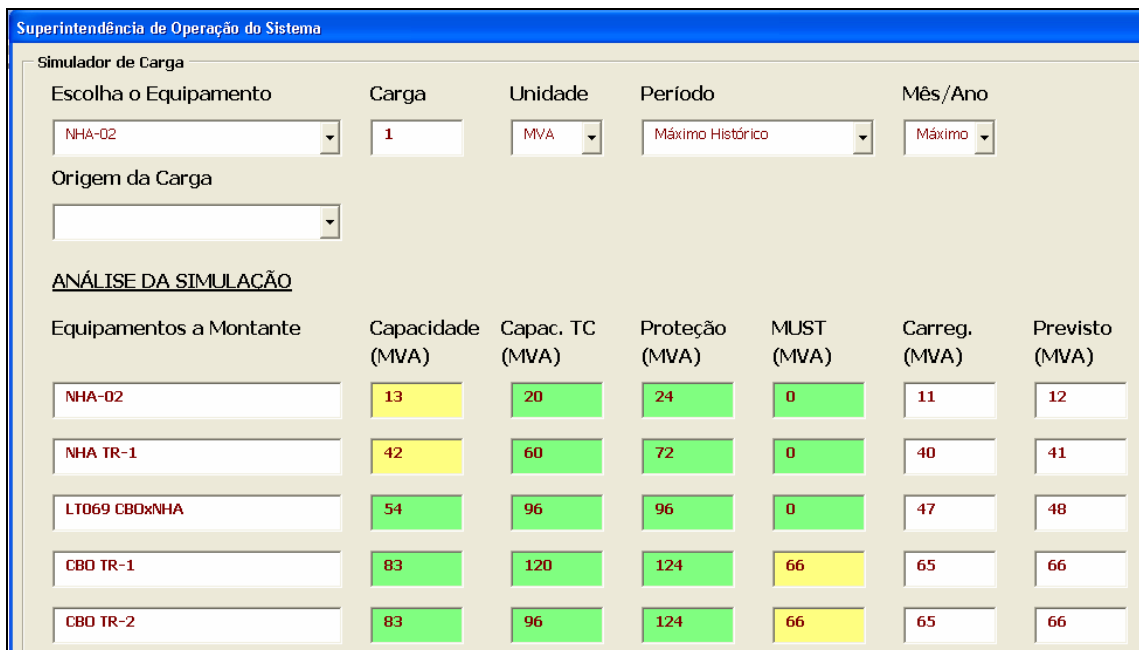 Superintendência de Operação do Sistema
Simulador de Carga
Escolha o Equipamento Carga Unidade Período Mês/Ano
NHA-02 1 MVA Máximo Histórico Máximo
Origem da Carga
ANÁLISE DA SIMULAÇÃO
Equipamentos a Montante Capacidade Capac. TC Proteção MUST Carreg. Previsto
(MVA) (MVA) (MVA) (MVA) (MVA) (MVA)
NHA-02 13 20 24 0 11 12
NHA TR-1 42 60 72 0 40 41
LT069 CBOxNHA 54 96 96 0 47 48
CBO TR-1 83 120 124 66 65 66
CBO TR-2 83 96 124 66 65 66